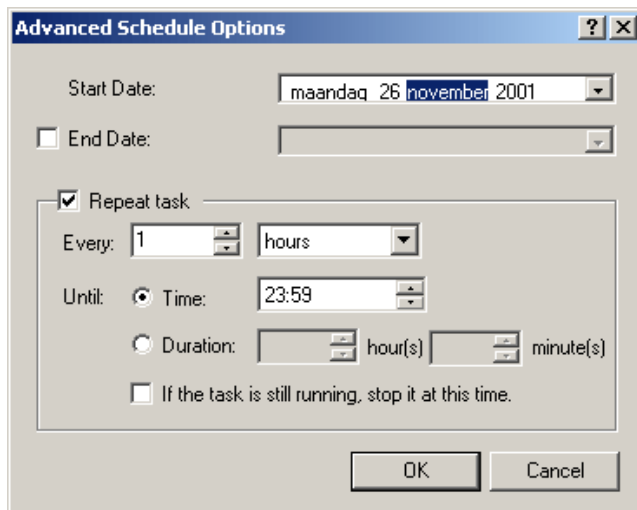 Advanced Schedule Options
Start Date: maandag 26 november 2001
End Date:
Repeat task
Every: 1 hours
Until: Time: 23:59
Duration: hour(s) minute(s)
If the task is still running, stop it at this time.
OK Cancel